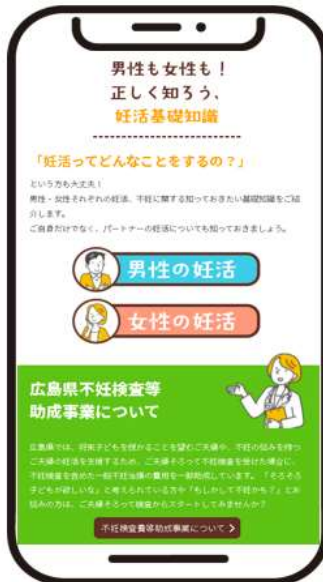 男性も女性も！
正しく知ろう、
妊活基礎知識
「妊活ってどんなことをするの？」
という方も大丈夫！
男性・女性それぞれの妊活、不妊に関する知っておきたい基礎知識をご紹
介します。
ご自身だけでなく、パートナーの妊活についても知っておきましょう。
男性の妊活
女性の妊活
広島県不妊検査等
助成事業について
広島県では、将来子どもを授かることを望むご夫婦や、不妊の悩みを持つ
ご夫婦の妊活を支援するため、ご夫婦そろって不妊検査を受けた場合に、
不妊検査を含めた一般不妊治療の費用を一部助成しています。「そろそろ
子どもが欲しいな」と考えられている方や「もしかして不妊かも？」とお
悩みの方は、ご夫婦そろって検査からスタートしてみませんか？
不妊検査費等助成事業について